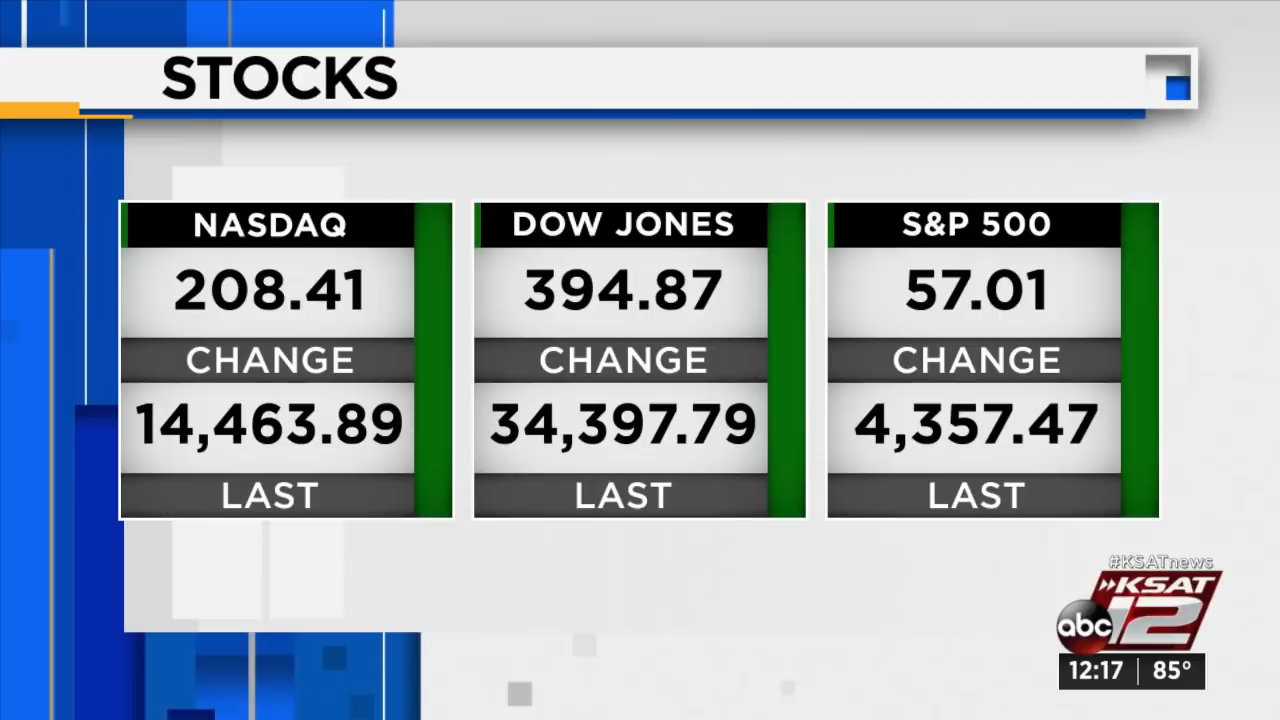 STOCKS
NASDAQ
208.41
CHANGE
14,463.89
LAST
DOW JONES
394.87
CHANGE
34,397.79
LAST
S&P 500
57.01
CHANGE
4,357.47
LAST
#KSATnews
KSAT
abc 12
12:17 85°